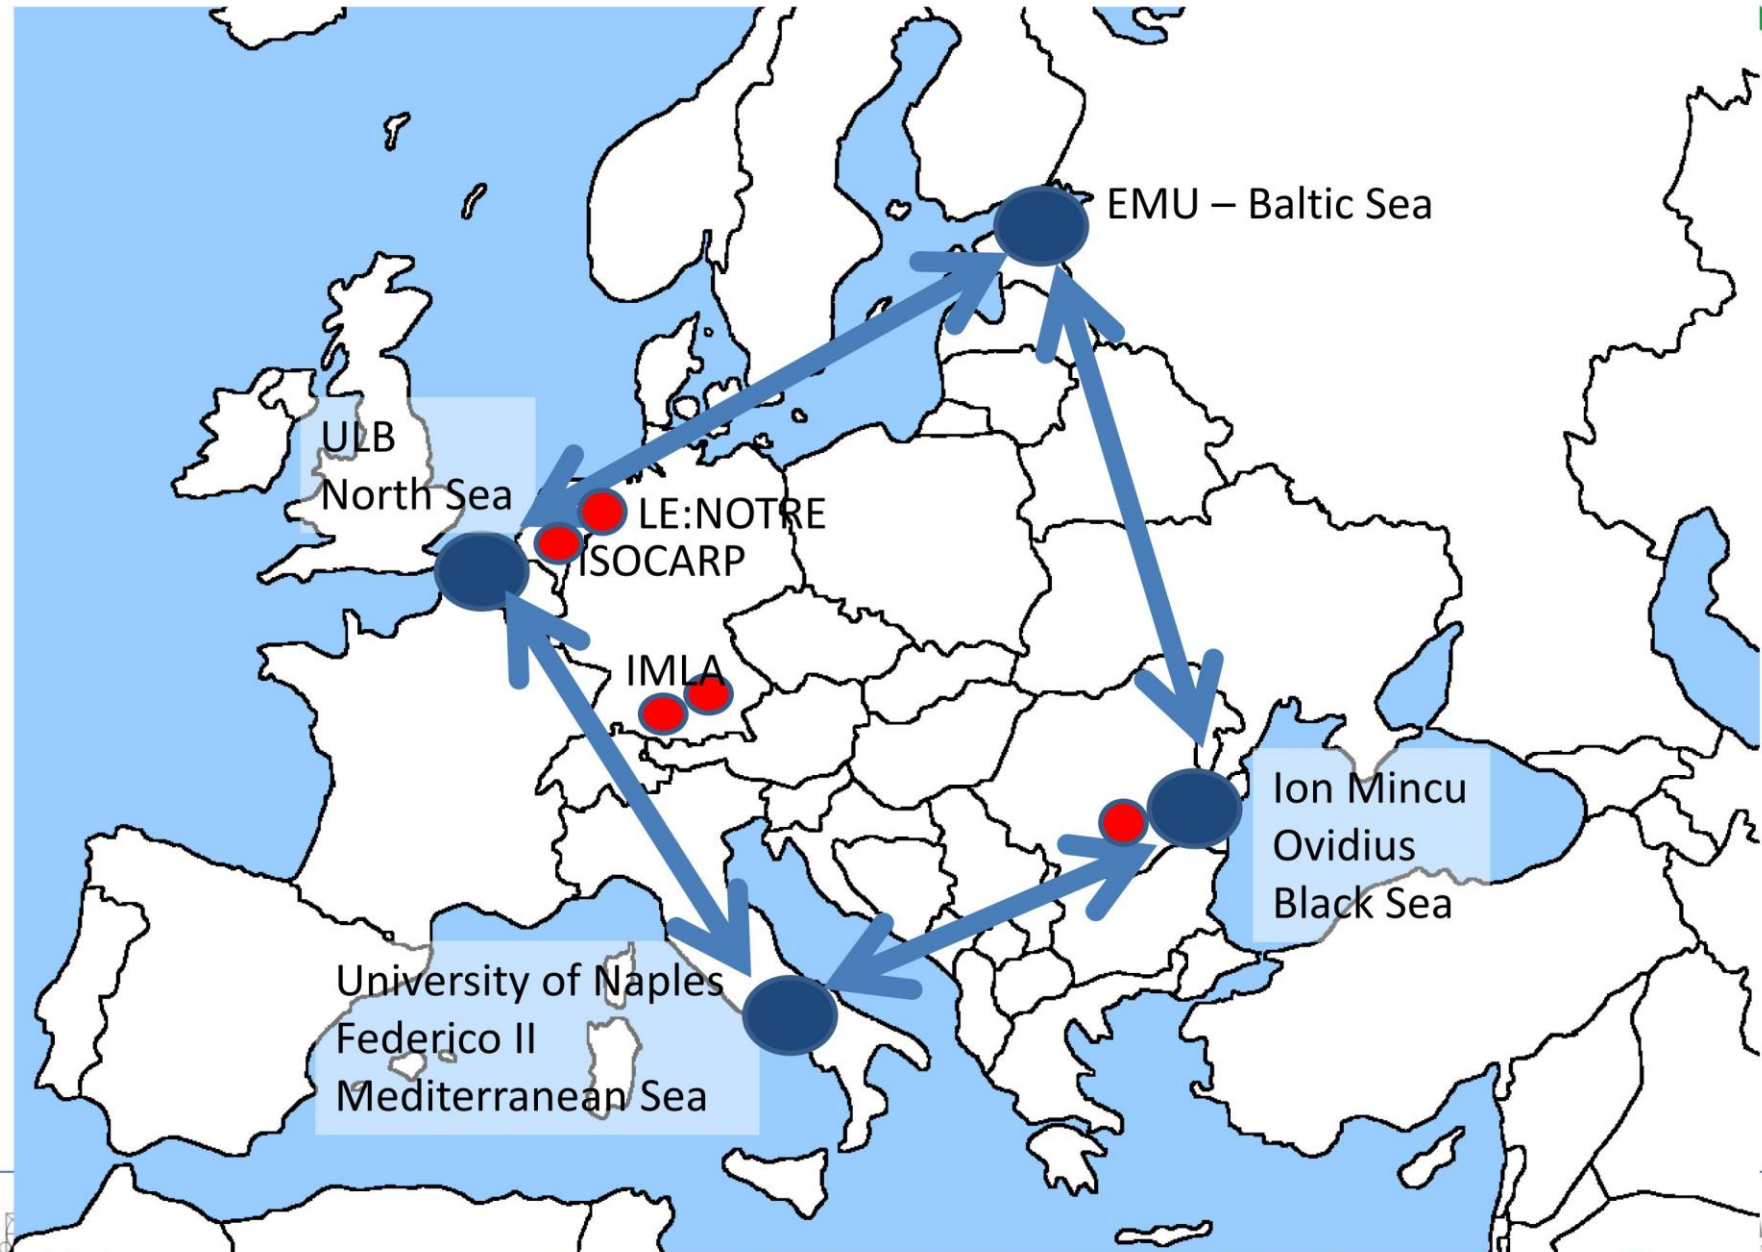 EMU – Baltic Sea
ULB
North Sea
LE:NOTRE
ISOCARP
IMLA
Ion Mincu
Ovidius
Black Sea
University of Naples
Federico II
Mediterranean Sea